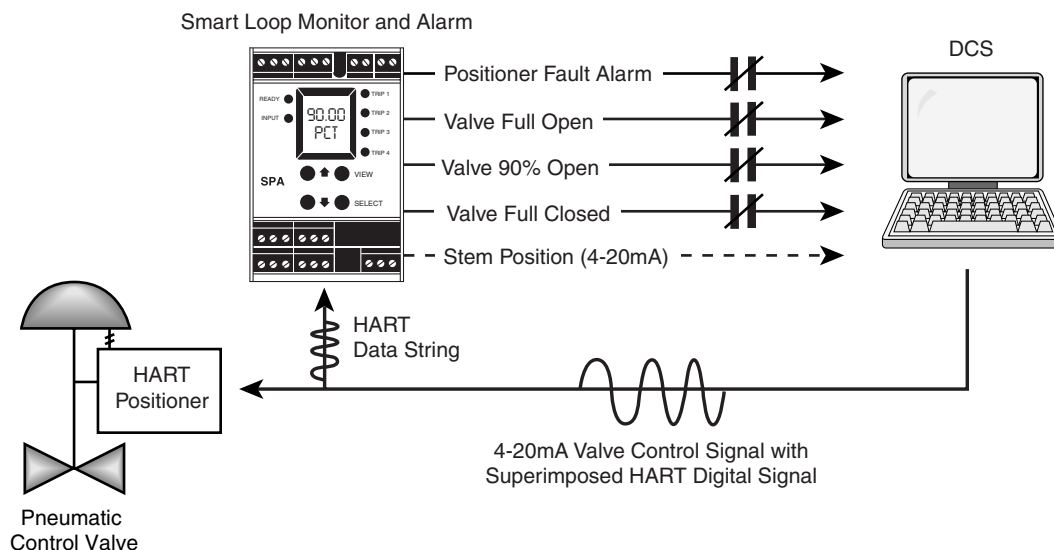 Smart Loop Monitor and Alarm
DCS
READY
INPUT
90.00
PCT
TRIP 1
TRIP 2
TRIP 3
TRIP 4
SPA
VIEW
SELECT
Positioner Fault Alarm
Valve Full Open
Valve 90% Open
Valve Full Closed
Stem Position (4-20mA)
HART
Data String
HART
Positioner
4-20mA Valve Control Signal with
Superimposed HART Digital Signal
Pneumatic
Control Valve